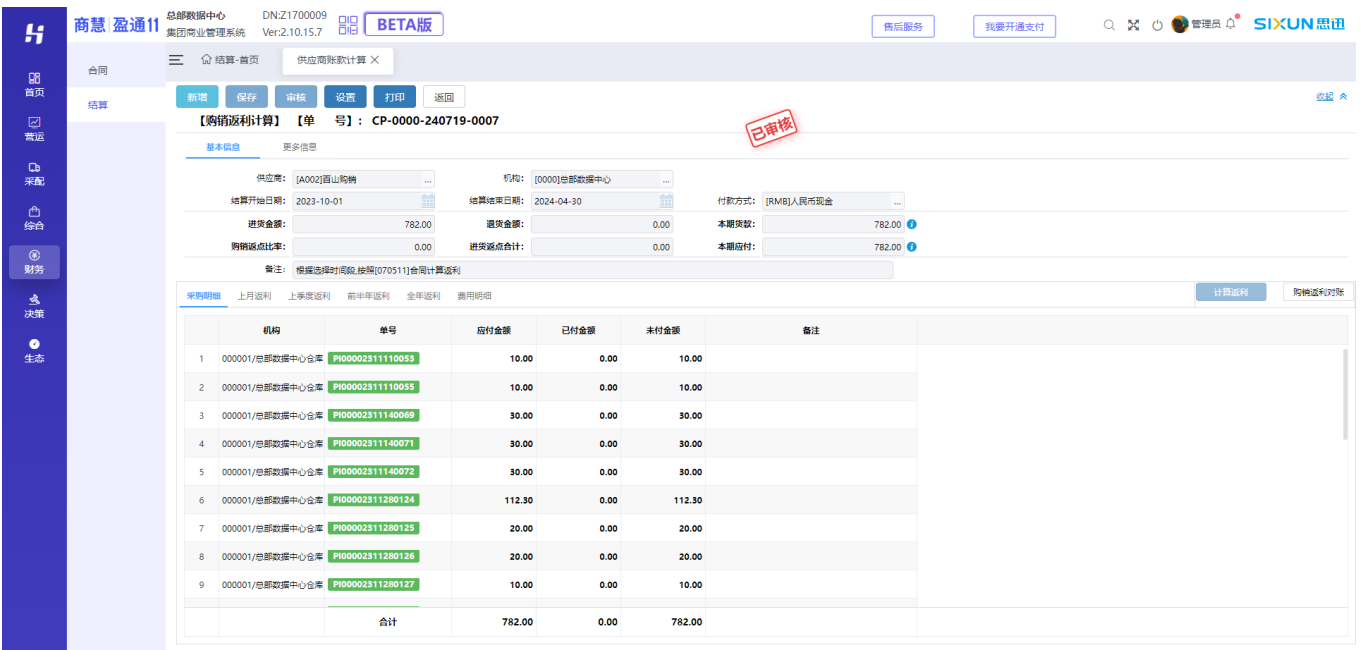 商慧 盈通11
总部数据中心 DN:Z1700009
集团商业管理系统 Ver:2.10.15.7
BETA版
售后服务 我要开通支付 管理员 SIXUN思迅
首页
营运
采配
综合
财务
决策
生态
合同
结算
结算-首页 供应商账款计算
新增 保存 审核 设置 打印 返回 收起
【购销返利计算】 【单 号】: CP-0000-240719-0007
已审核
基本信息 更多信息
供应商: [A002]百山购销 ... 机构: [0000]总部数据中心 ...
结算开始日期: 2023-10-01 结算结束日期: 2024-04-30 付款方式: [RMB]人民币现金 ...
进货金额: 782.00 退货金额: 0.00 本期货款: 782.00
购销返点比率: 0.00 进货返点合计: 0.00 本期应付: 782.00
备注: 根据选择时间段,按照[070511]合同计算返利
采购明细 上月返利 上季度返利 前半年返利 全年返利 费用明细 计算返利 购销返利对账
机构 单号 应付金额 已付金额 未付金额 备注
1 000001/总部数据中心仓库 PI00002311110053 10.00 0.00 10.00
2 000001/总部数据中心仓库 PI00002311110055 10.00 0.00 10.00
3 000001/总部数据中心仓库 PI00002311140069 30.00 0.00 30.00
4 000001/总部数据中心仓库 PI00002311140071 30.00 0.00 30.00
5 000001/总部数据中心仓库 PI00002311140072 30.00 0.00 30.00
6 000001/总部数据中心仓库 PI00002311280124 112.30 0.00 112.30
7 000001/总部数据中心仓库 PI00002311280125 20.00 0.00 20.00
8 000001/总部数据中心仓库 PI00002311280126 20.00 0.00 20.00
9 000001/总部数据中心仓库 PI00002311280127 10.00 0.00 10.00
合计 782.00 0.00 782.00